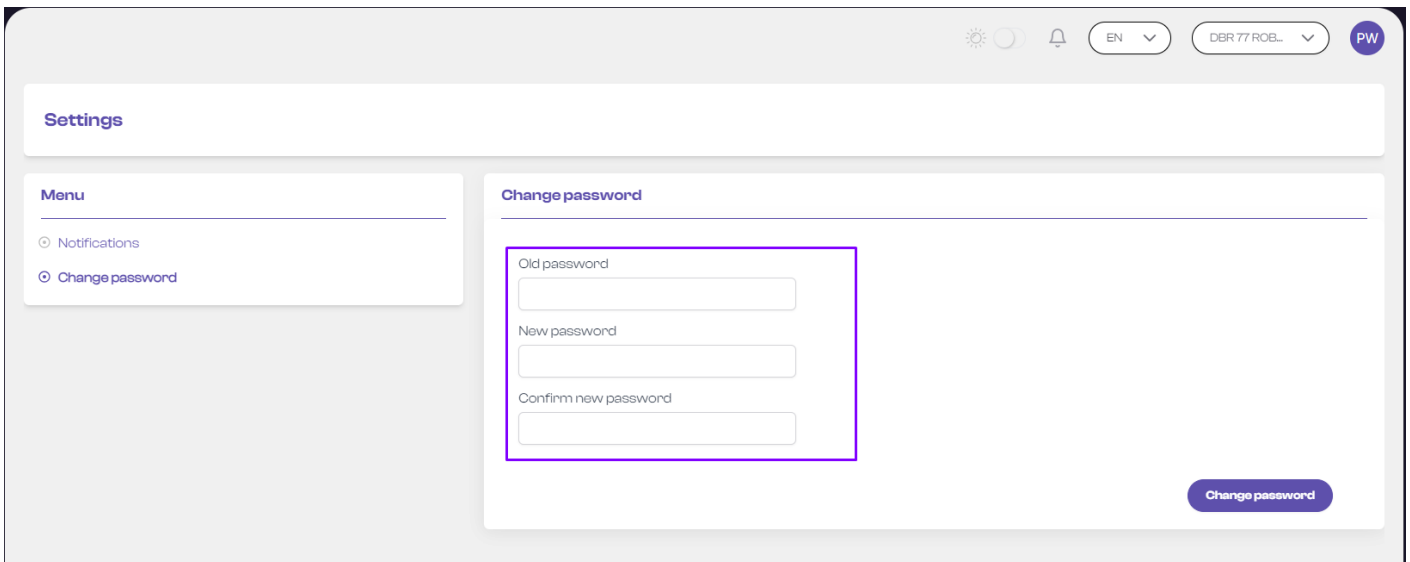 EN
DBR 77 ROB...
PW
Settings
Menu
Notifications
Change password
Change password
Old password
New password
Confirm new password
Change password